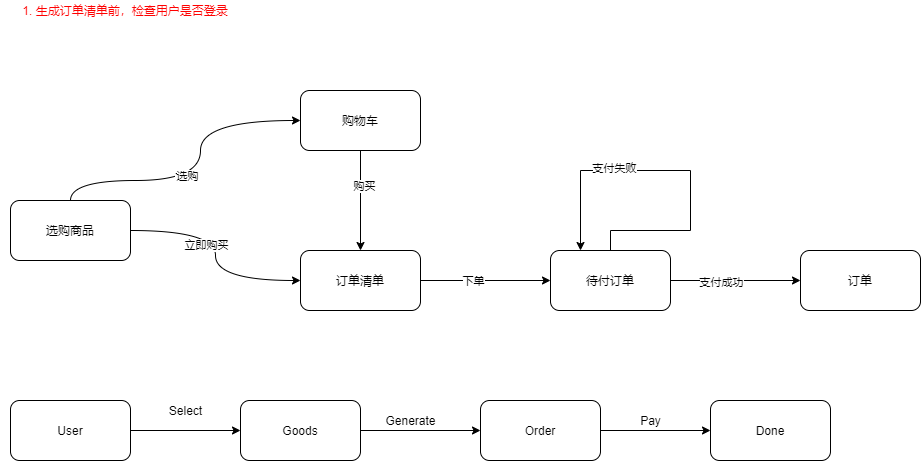 1. 生成订单清单前，检查用户是否登录
购物车
支付失败
选购
购买
选购商品
立即购买
订单清单
下单
待付订单
支付成功
订单
Select
Generate
Pay
User
Goods
Order
Done